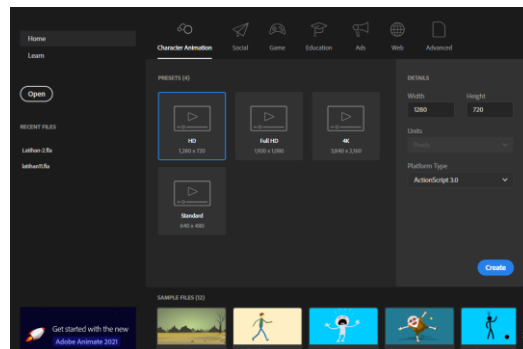 Home
Learn
Open
RECENT FILES
Latihan-2.fla
latihan11.fla
Character Animation
Social
Game
Education
Ads
Web
Advanced
PRESETS (4)
HD
1,280 x 720
Full HD
1,920 x 1,080
4K
3,840 x 2,160
Standard
640 x 480
DETAILS
Width
Height
1280
720
Units
Pixels
Platform Type
ActionScript 3.0
Create
SAMPLE FILES (12)
Get started with the new
Adobe Animate 2021